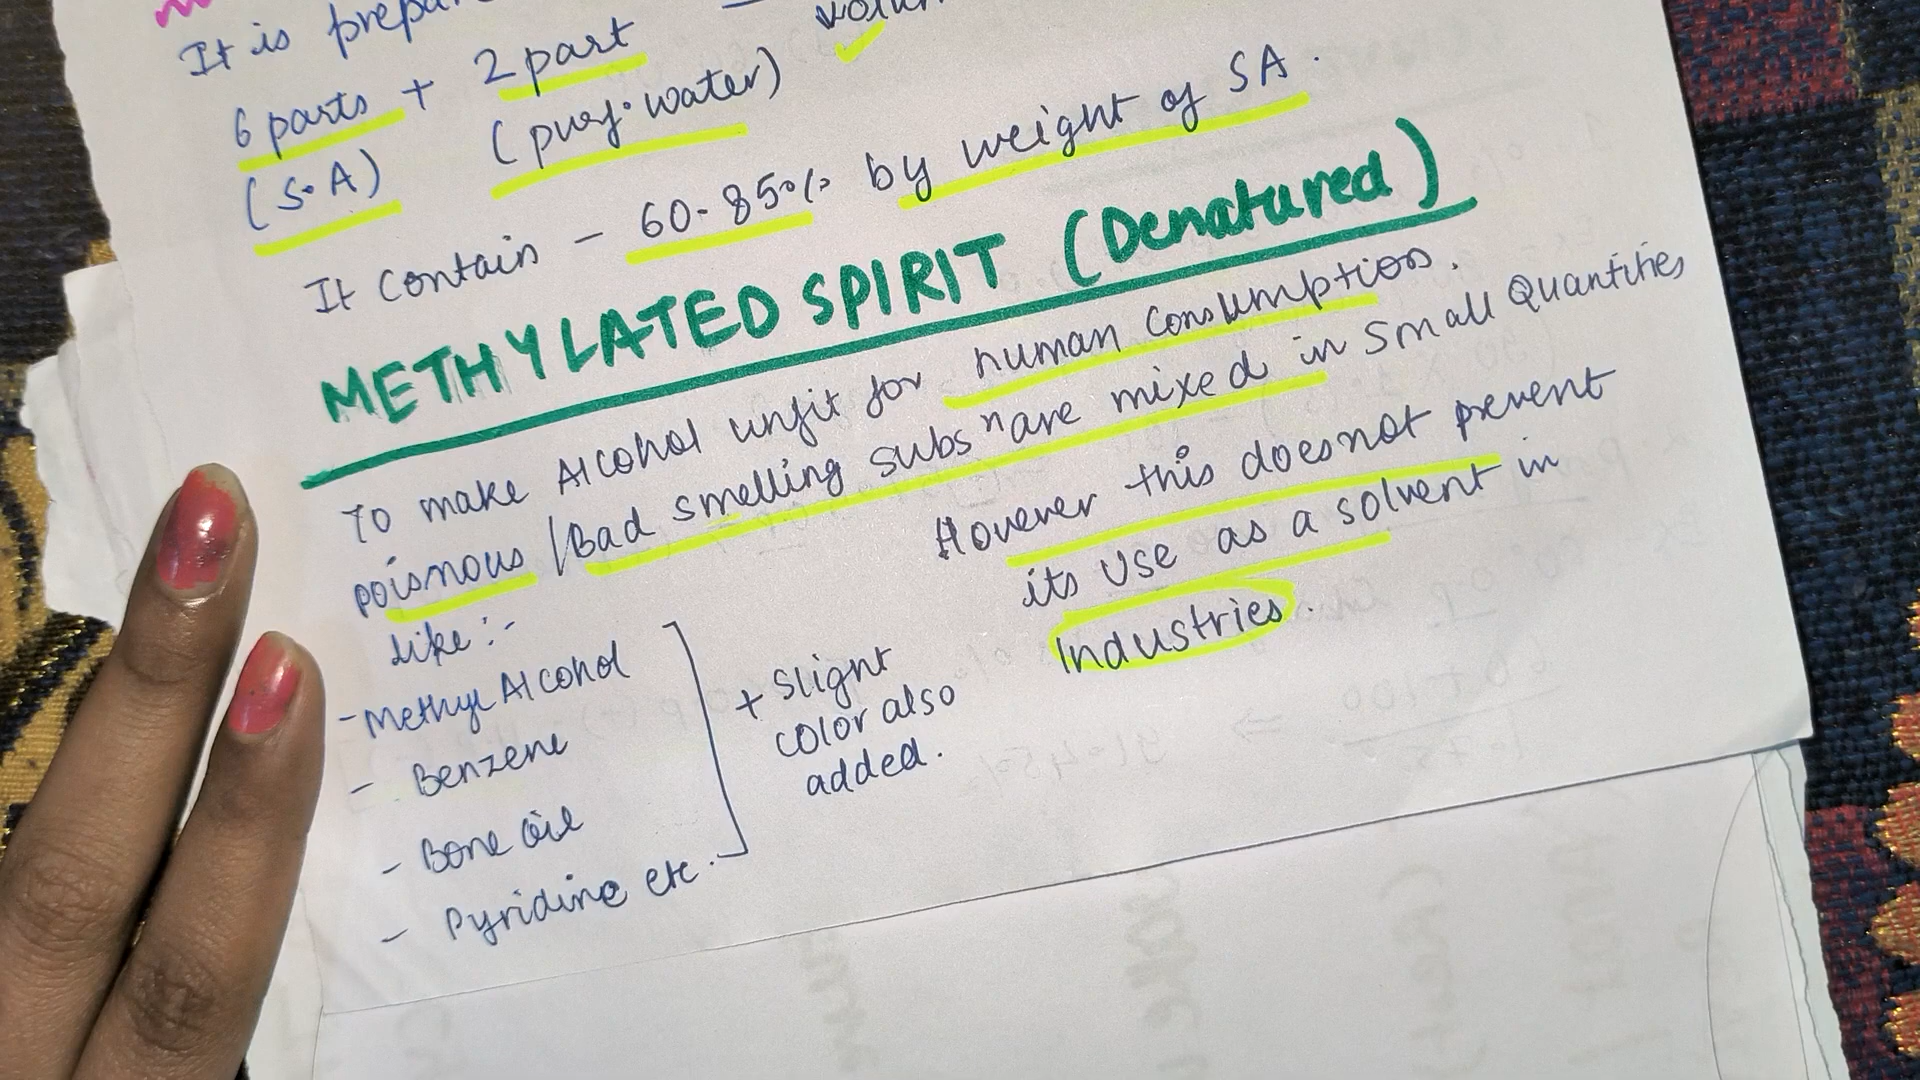 It is prepar
6 parts + 2 part
(S.A) (purf. water)
It contain - 60-85% by weight of SA.
METHYLATED SPIRIT (Denatured)
To make Alcohol unfit for human consumption.
poisnous / Bad smelling subsn are mixed in small Quantities
like :-
- Methyl Alcohol
- Benzene
- Bone oil
- Pyridine etc.
+ slight
color also
added.
However this doesnot prevent
its use as a solvent in
Industries.